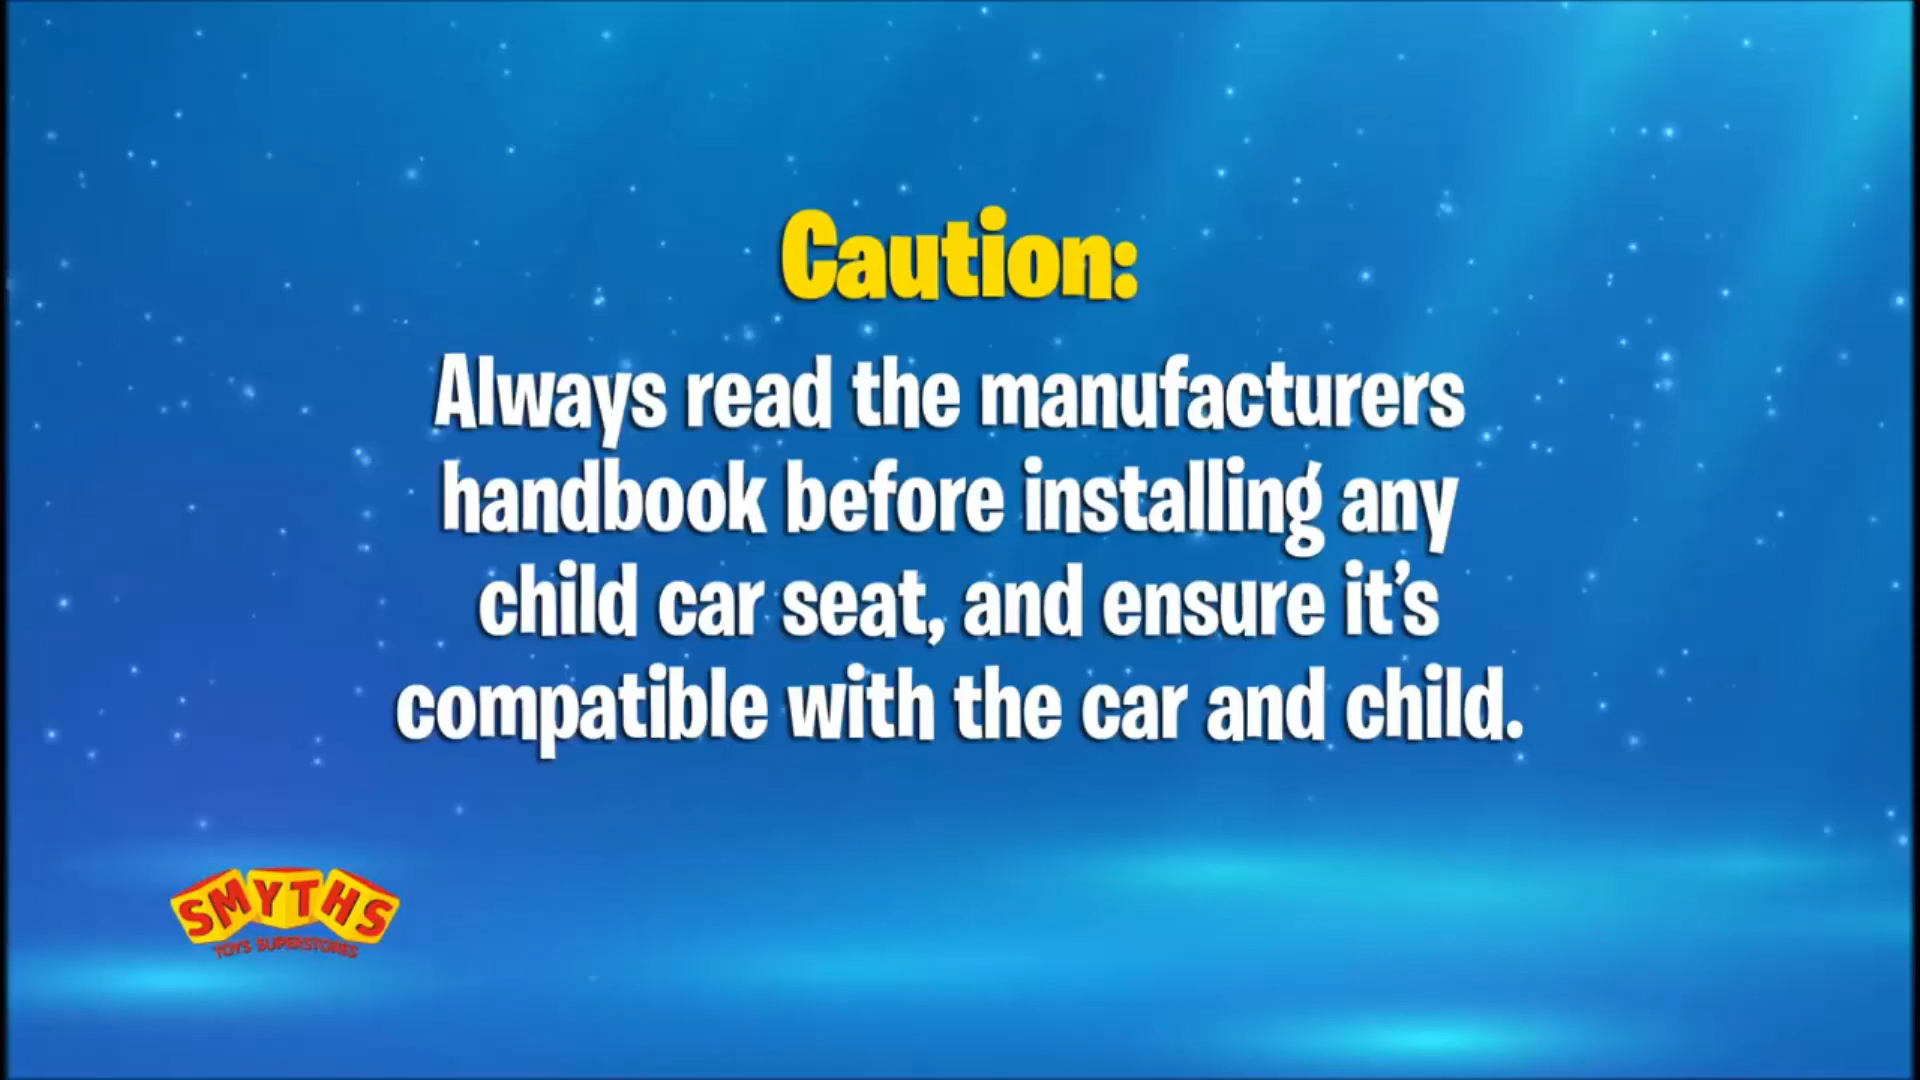 Caution:
Always read the manufacturers
handbook before installing any
child car seat, and ensure it’s
compatible with the car and child.
SMYTHS
TOYS SUPERSTORES